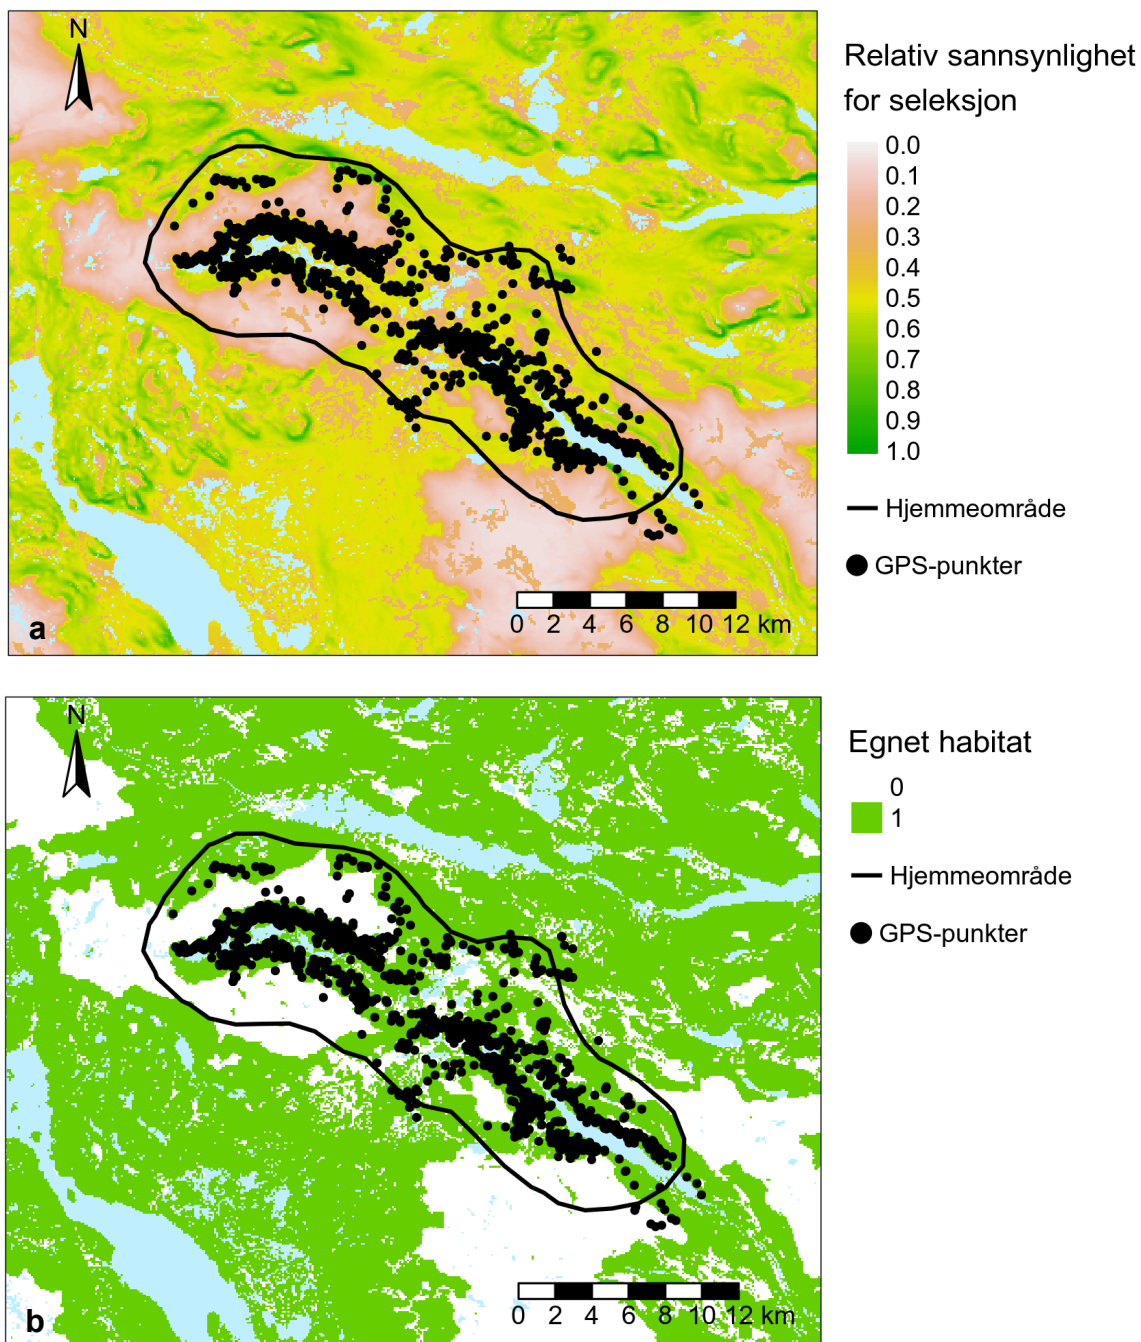 N
Relativ sannsynlighet
for seleksjon
0.0
0.1
0.2
0.3
0.4
0.5
0.6
0.7
0.8
0.9
1.0
Hjemmeområde
GPS-punkter
0 2 4 6 8 10 12 km
a
N
Egnet habitat
0
1
Hjemmeområde
GPS-punkter
0 2 4 6 8 10 12 km
b